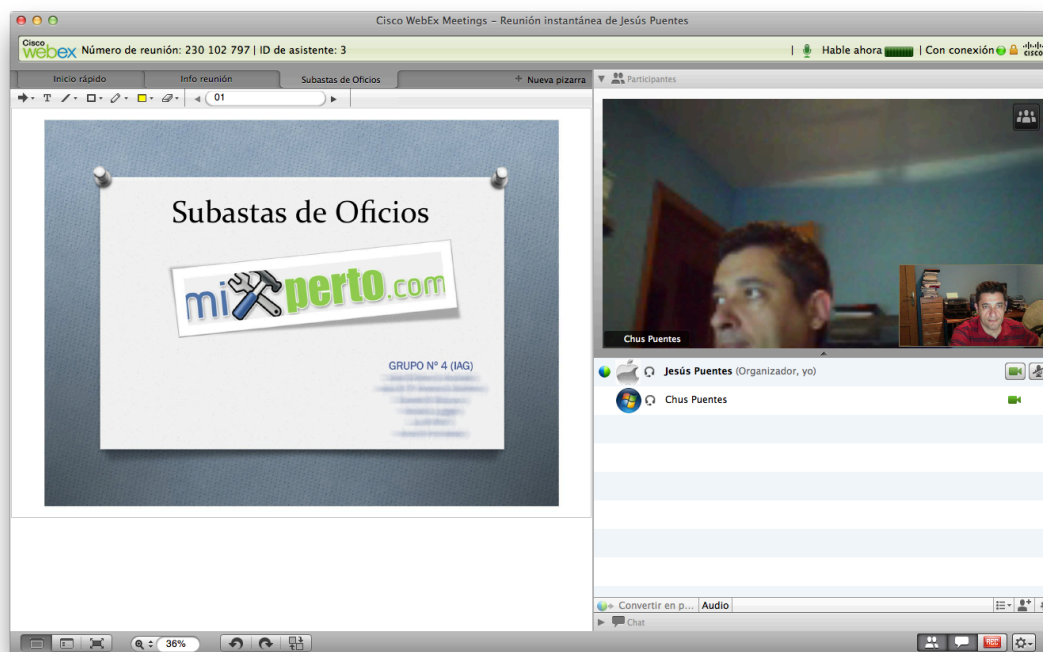 Cisco WebEx Meetings – Reunión instantánea de Jesús Puentes
Cisco webex Número de reunión: 230 102 797 | ID de asistente: 3
| Hable ahora | Con conexión
CISCO
Inicio rápido Info reunión Subastas de Oficios + Nueva pizarra
Participantes
T 01
Subastas de Oficios
miXperto.com
GRUPO Nº 4 (IAG)
Chus Puentes
Jesús Puentes (Organizador, yo)
Chus Puentes
Convertir en p... Audio
Chat
36%
REC